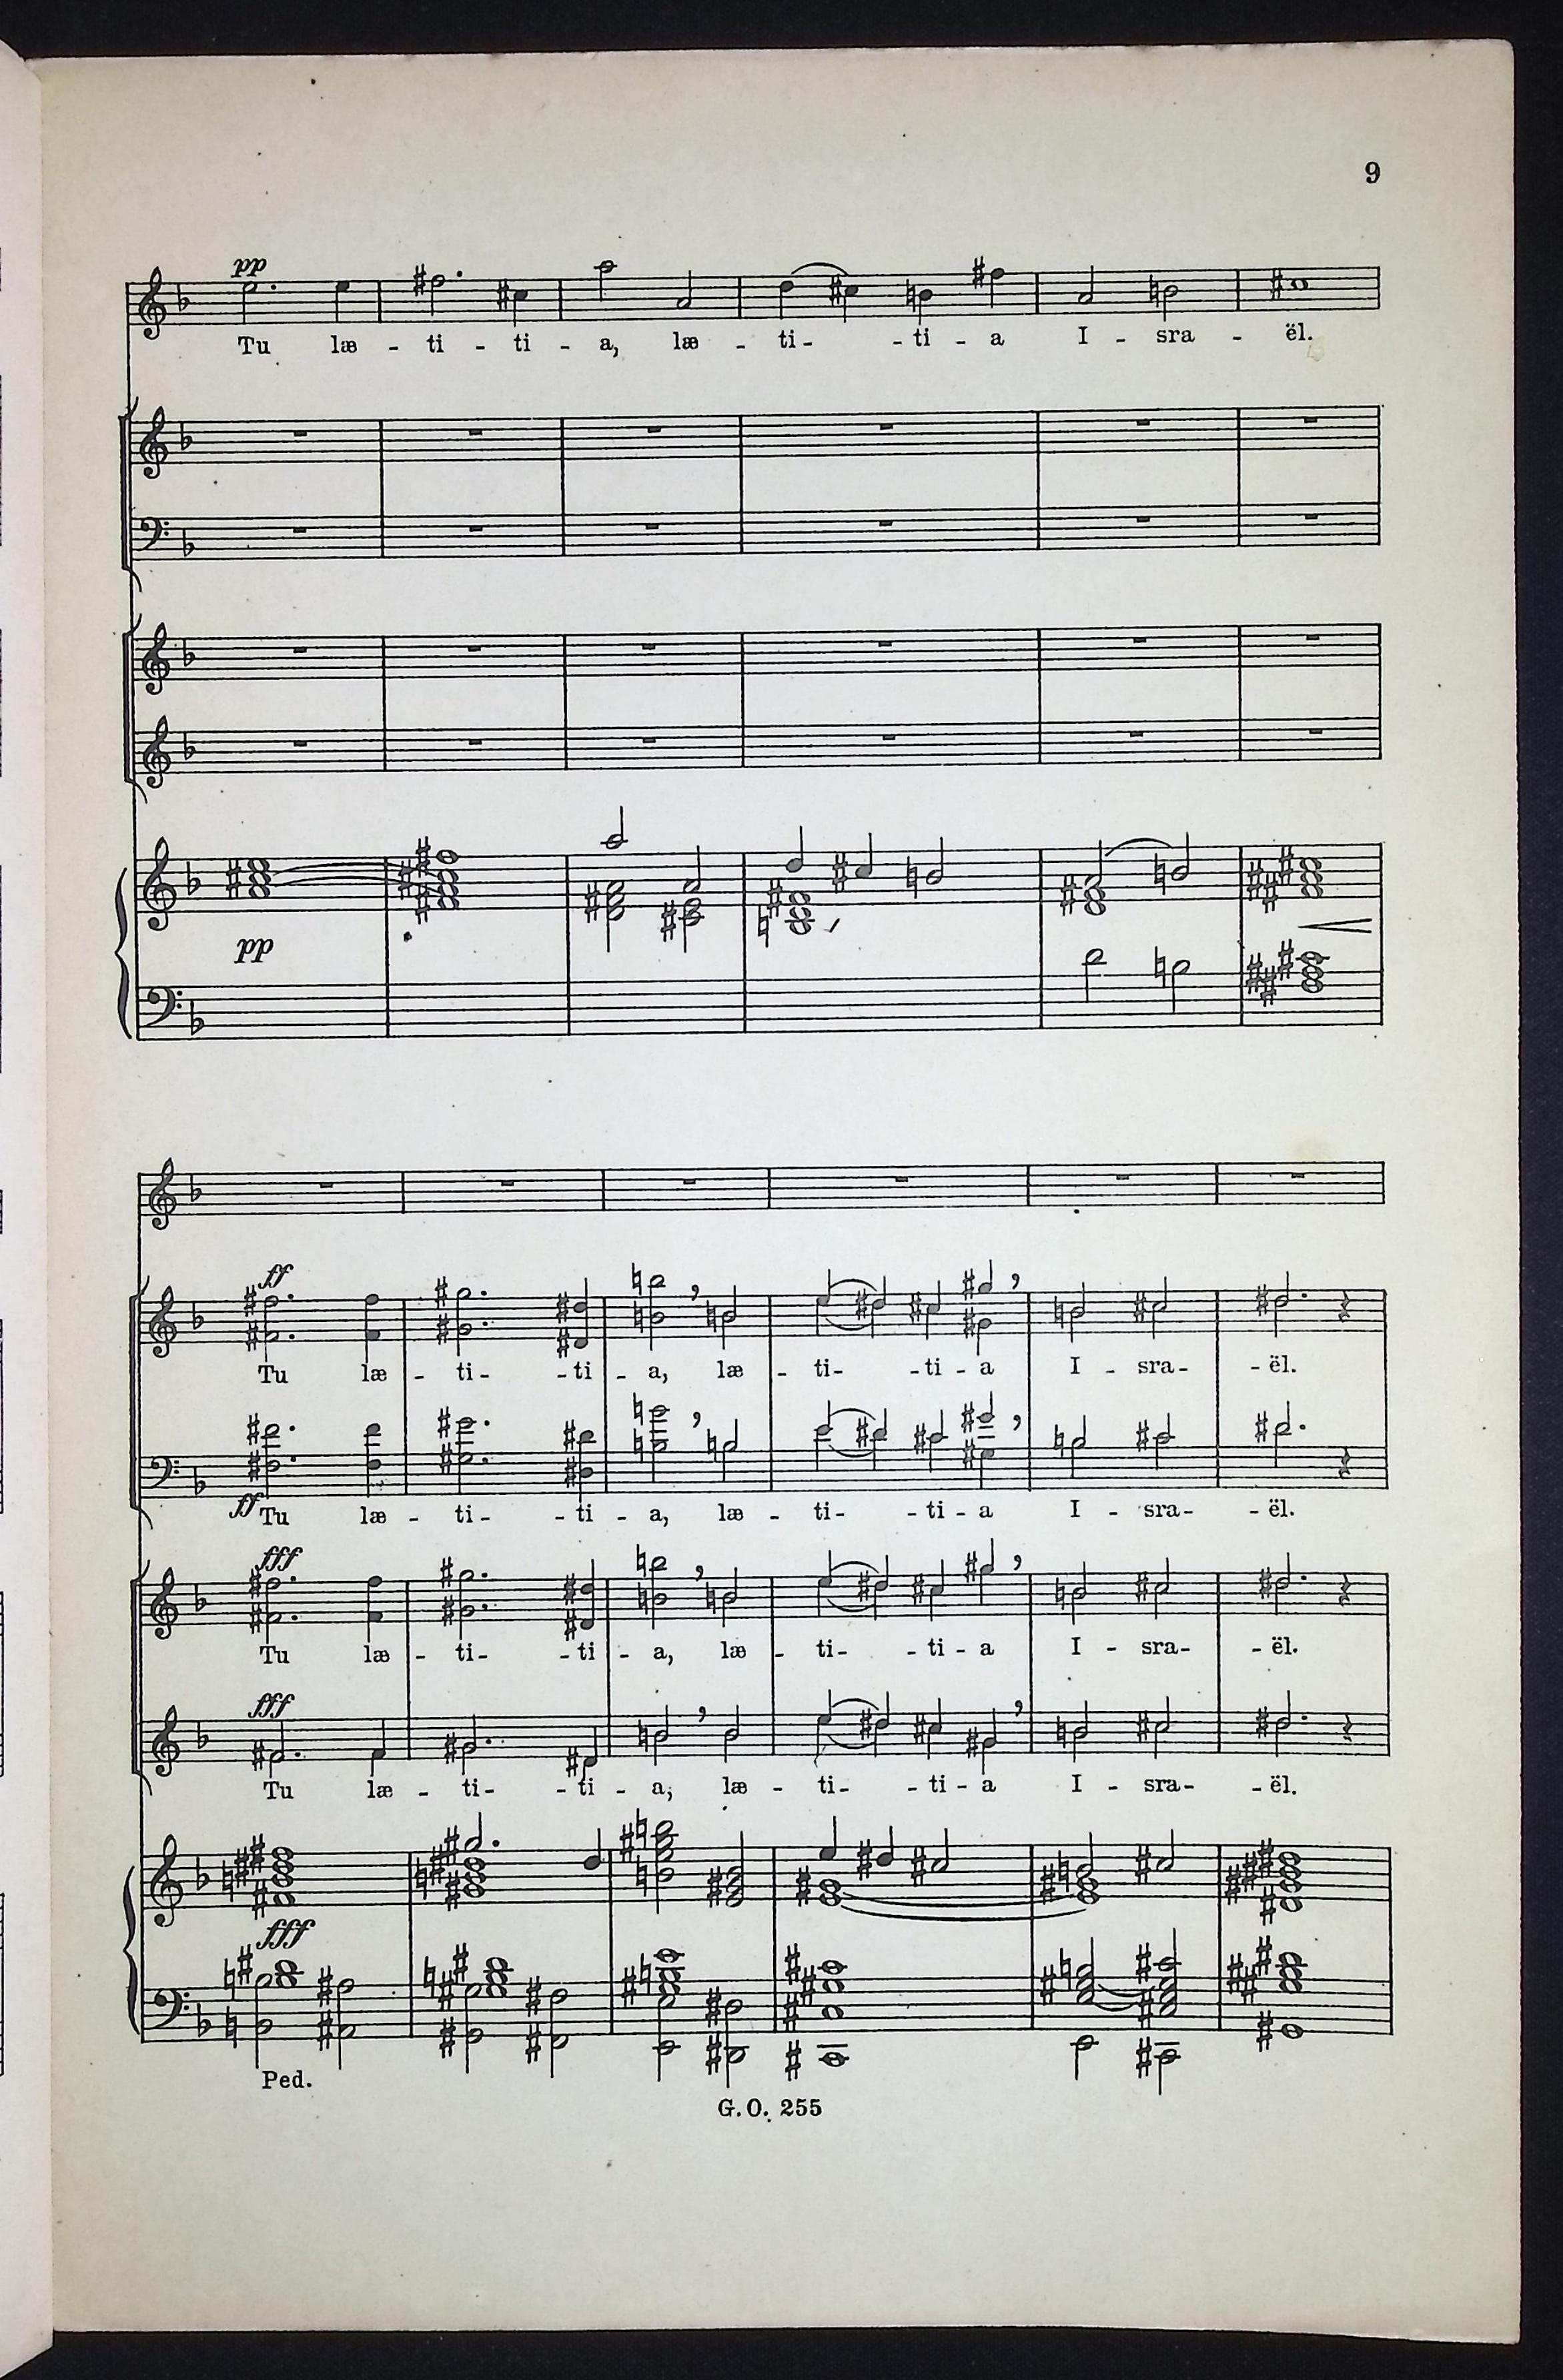 9
pp
Tu læ - ti - ti - a, læ - ti - - ti - a I - sra - ël.
pp
ff
Tu læ - ti - - ti - a, læ - ti - - ti - a I - sra - - ël.
ff Tu læ - ti - - ti - a, læ - ti - - ti - a I - sra - - ël.
fff
Tu læ - ti - - ti - a, læ - ti - - ti - a I - sra - - ël.
fff
Tu læ - ti - - ti - a, læ - ti - - ti - a I - sra - - ël.
fff
Ped.
G. O. 255